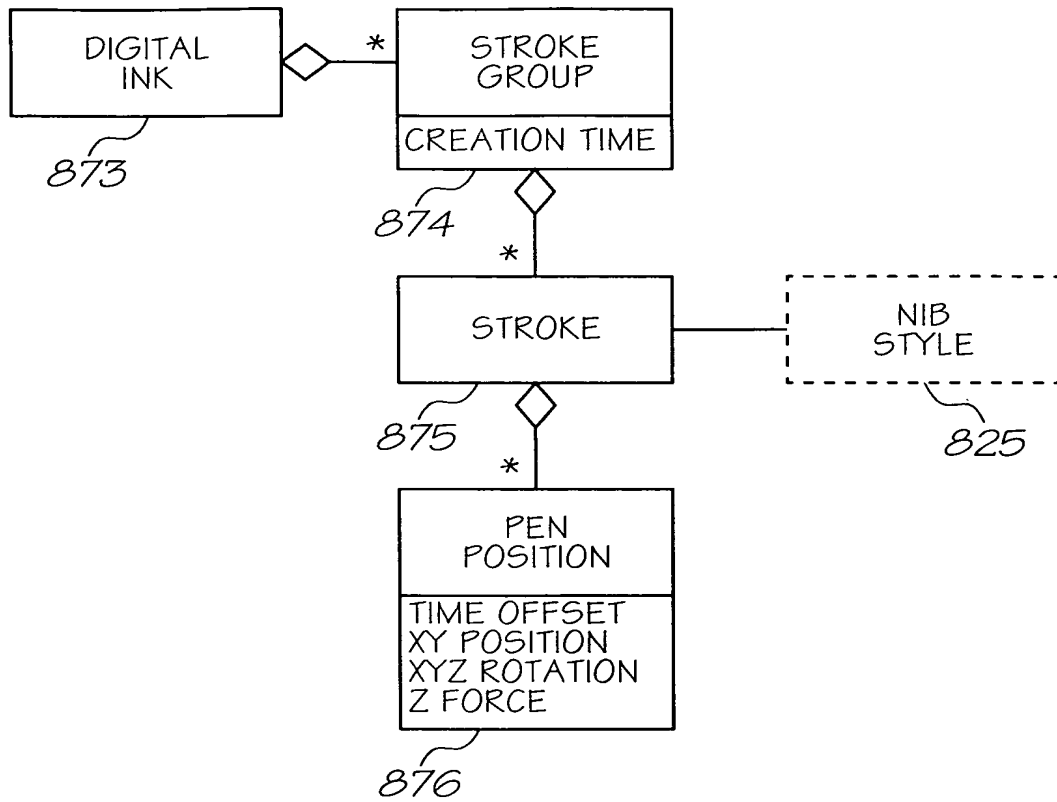 DIGITAL
INK
873
*
STROKE
GROUP
CREATION TIME
874
*
STROKE
875
NIB
STYLE
825
*
PEN
POSITION
TIME OFFSET
XY POSITION
XYZ ROTATION
Z FORCE
876